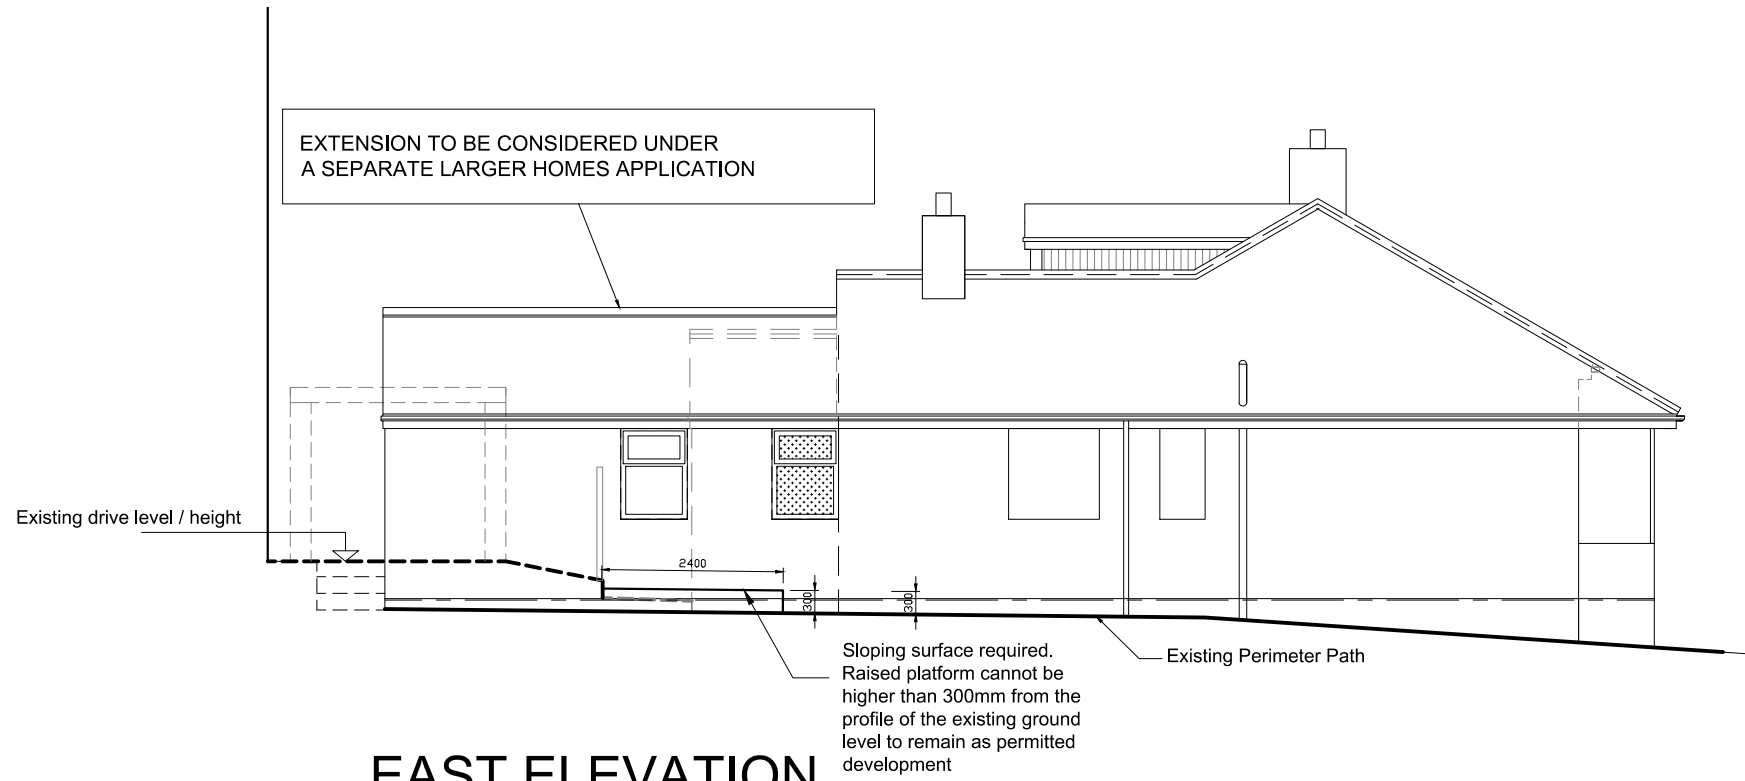 EXTENSION TO BE CONSIDERED UNDER
A SEPARATE LARGER HOMES APPLICATION
Existing drive level / height
2400
300
300
Sloping surface required.
Raised platform cannot be
higher than 300mm from the
profile of the existing ground
level to remain as permitted
development
Existing Perimeter Path
EAST ELEVATION